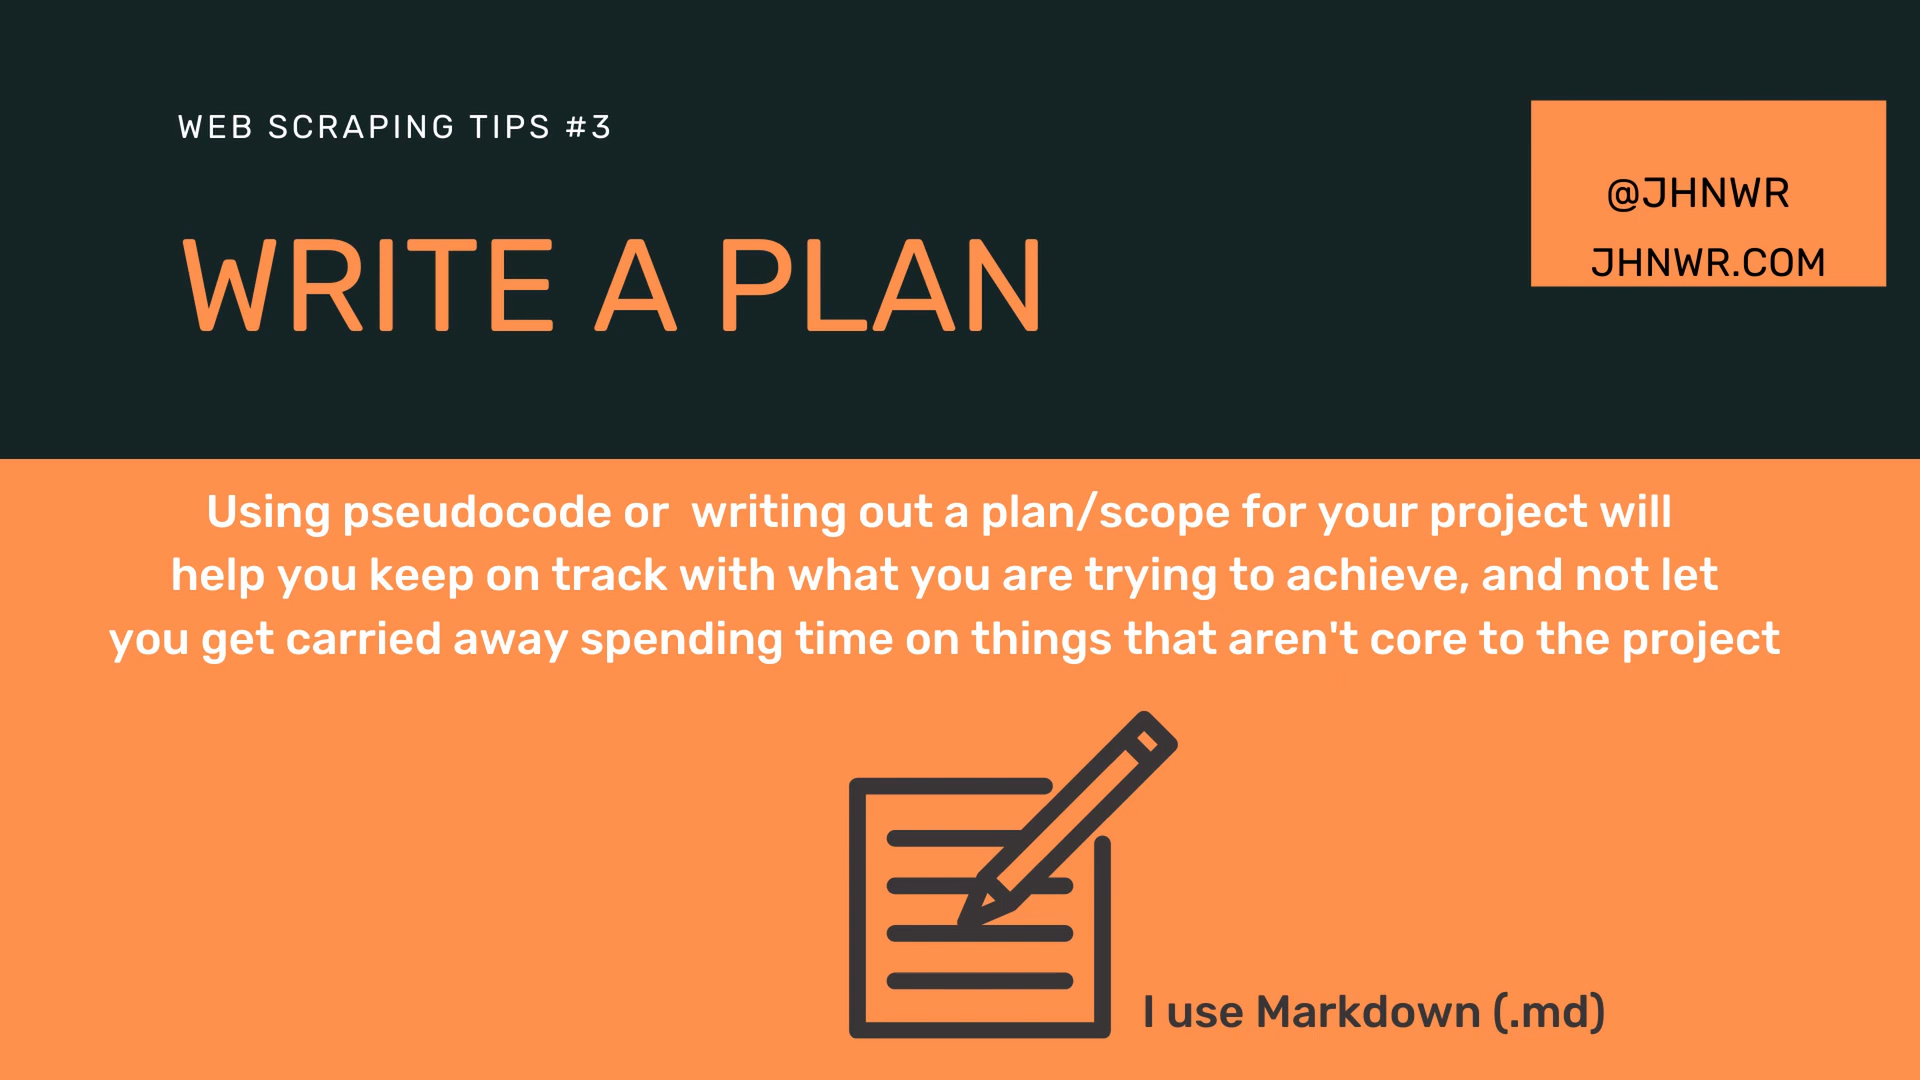 WEB SCRAPING TIPS #3
WRITE A PLAN
@JHNWR
JHNWR.COM
Using pseudocode or  writing out a plan/scope for your project will
help you keep on track with what you are trying to achieve, and not let
you get carried away spending time on things that aren't core to the project
I use Markdown (.md)